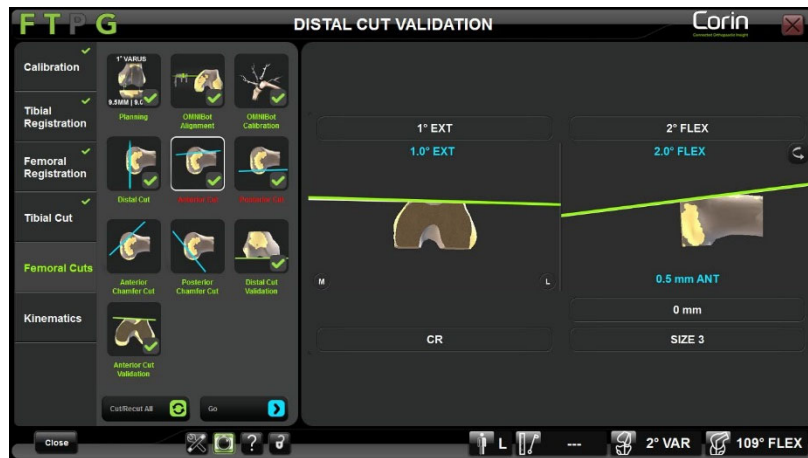 F T P G
DISTAL CUT VALIDATION
Corin
Connected Orthopaedic Insight
Calibration
Tibial
Registration
Femoral
Registration
Tibial Cut
Femoral Cuts
Kinematics
1° VARUS
Planning
OMNIBot
Alignment
OMNIBot
Calibration
Distal Cut
Anterior Cut
Posterior Cut
Anterior
Chamfer Cut
Posterior
Chamfer Cut
Distal Cut
Validation
Anterior Cut
Validation
Cut/Recut All
Go
1° EXT
2° FLEX
1.0° EXT
2.0° FLEX
M
L
0.5 mm ANT
0 mm
CR
SIZE 3
Close
?
L
---
2° VAR
109° FLEX